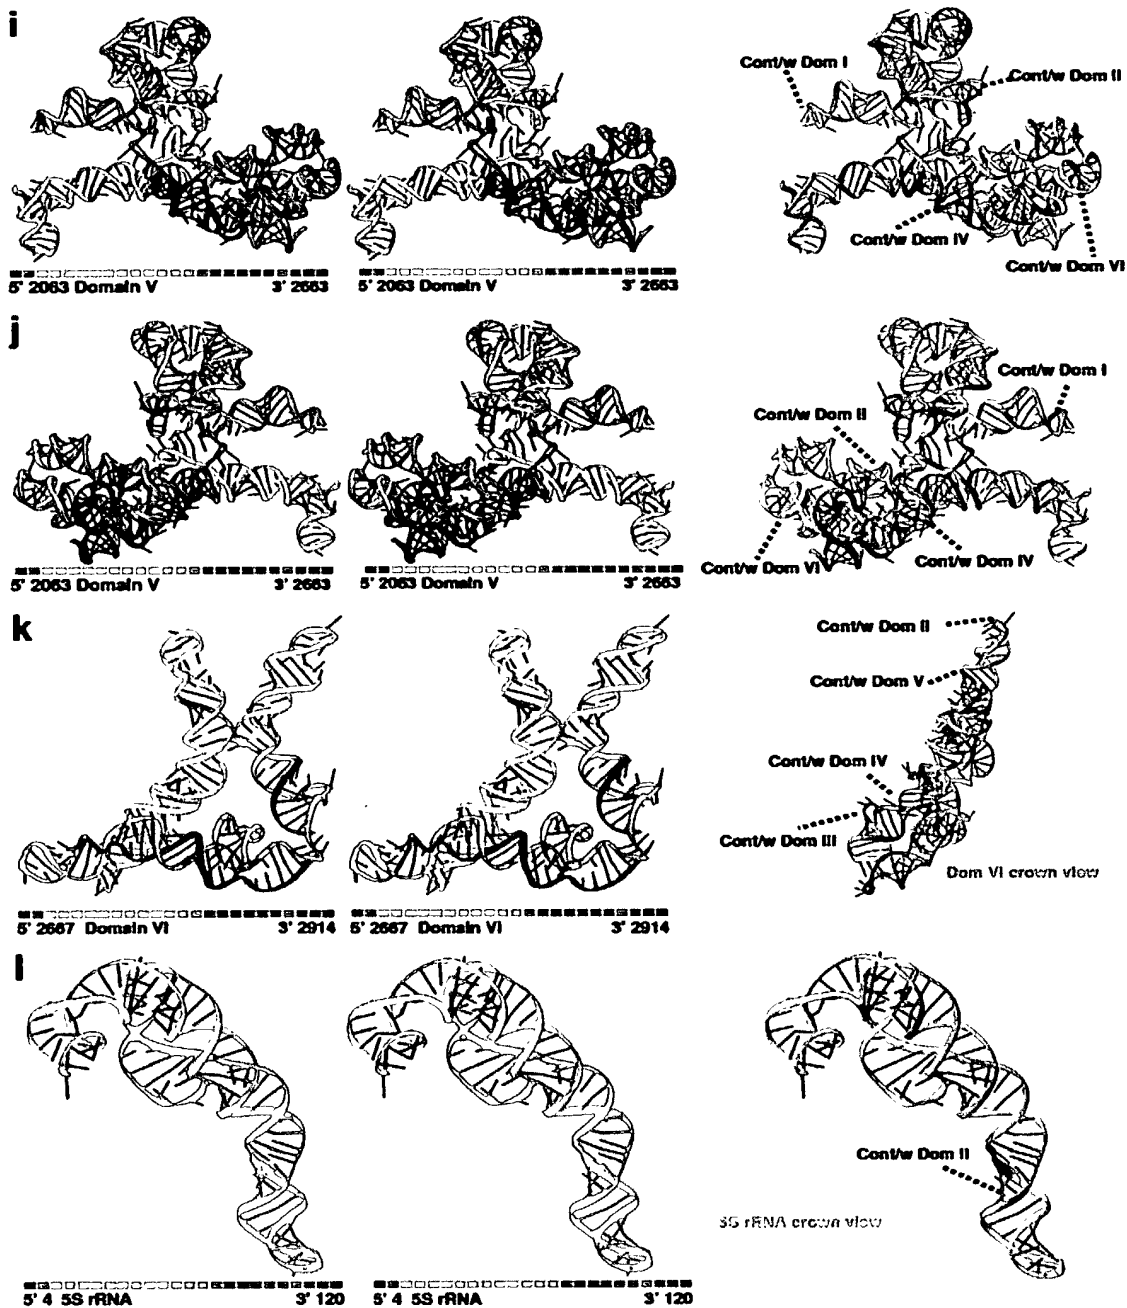 i
Cont/w Dom I
Cont/w Dom II
Cont/w Dom IV
Cont/w Dom VI
5' 2063 Domain V 3' 2663
5' 2063 Domain V 3' 2663
j
Cont/w Dom I
Cont/w Dom II
Cont/w Dom VI
Cont/w Dom IV
5' 2063 Domain V 3' 2663
5' 2063 Domain V 3' 2663
k
Cont/w Dom II
Cont/w Dom V
Cont/w Dom IV
Cont/w Dom III
Dom VI crown view
5' 2667 Domain VI 3' 2914
5' 2667 Domain VI 3' 2914
l
Cont/w Dom II
rRNA crown view
5' 4 5S rRNA 3' 120
5' 4 5S rRNA 3' 120